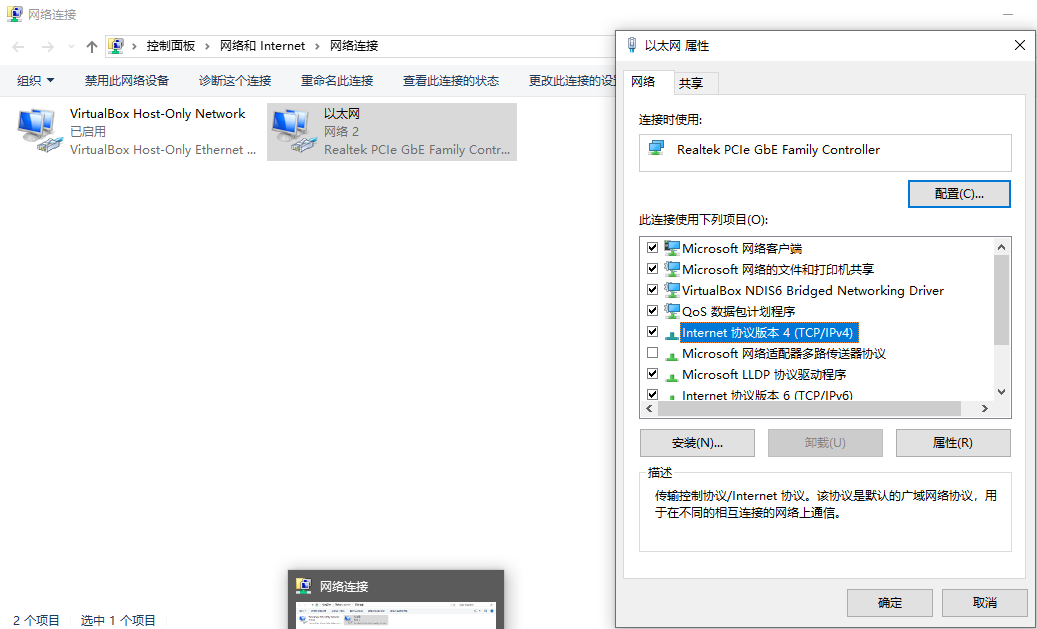 网络连接
控制面板 › 网络和 Internet › 网络连接
组织 禁用此网络设备 诊断这个连接 重命名此连接 查看此连接的状态 更改此连接的设
VirtualBox Host-Only Network
已启用
VirtualBox Host-Only Ethernet ...
以太网
网络 2
Realtek PCIe GbE Family Contr...
以太网 属性
网络 共享
连接时使用:
Realtek PCIe GbE Family Controller
配置(C)...
此连接使用下列项目(O):
Microsoft 网络客户端
Microsoft 网络的文件和打印机共享
VirtualBox NDIS6 Bridged Networking Driver
QoS 数据包计划程序
Internet 协议版本 4 (TCP/IPv4)
Microsoft 网络适配器多路传送器协议
Microsoft LLDP 协议驱动程序
Internet 协议版本 6 (TCP/IPv6)
安装(N)... 卸载(U) 属性(R)
描述
传输控制协议/Internet 协议。该协议是默认的广域网络协议，用
于在不同的相互连接的网络上通信。
确定 取消
网络连接
2 个项目 选中 1 个项目